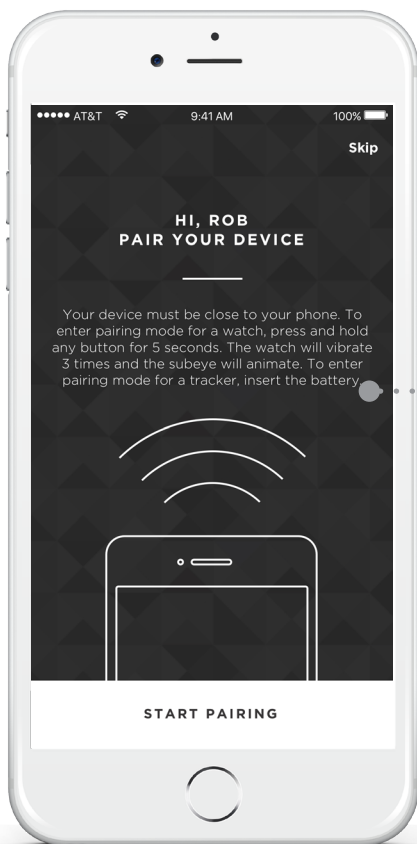 AT&T 9:41 AM 100%
Skip
HI, ROB
PAIR YOUR DEVICE
Your device must be close to your phone. To
enter pairing mode for a watch, press and hold
any button for 5 seconds. The watch will vibrate
3 times and the subeye will animate. To enter
pairing mode for a tracker, insert the battery.
START PAIRING